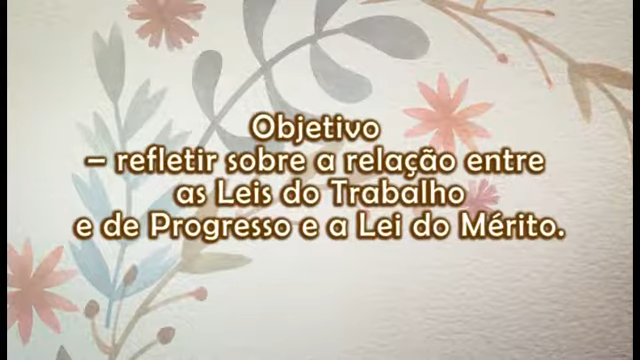 Objetivo
– refletir sobre a relação entre
as Leis do Trabalho
e de Progresso e a Lei do Mérito.